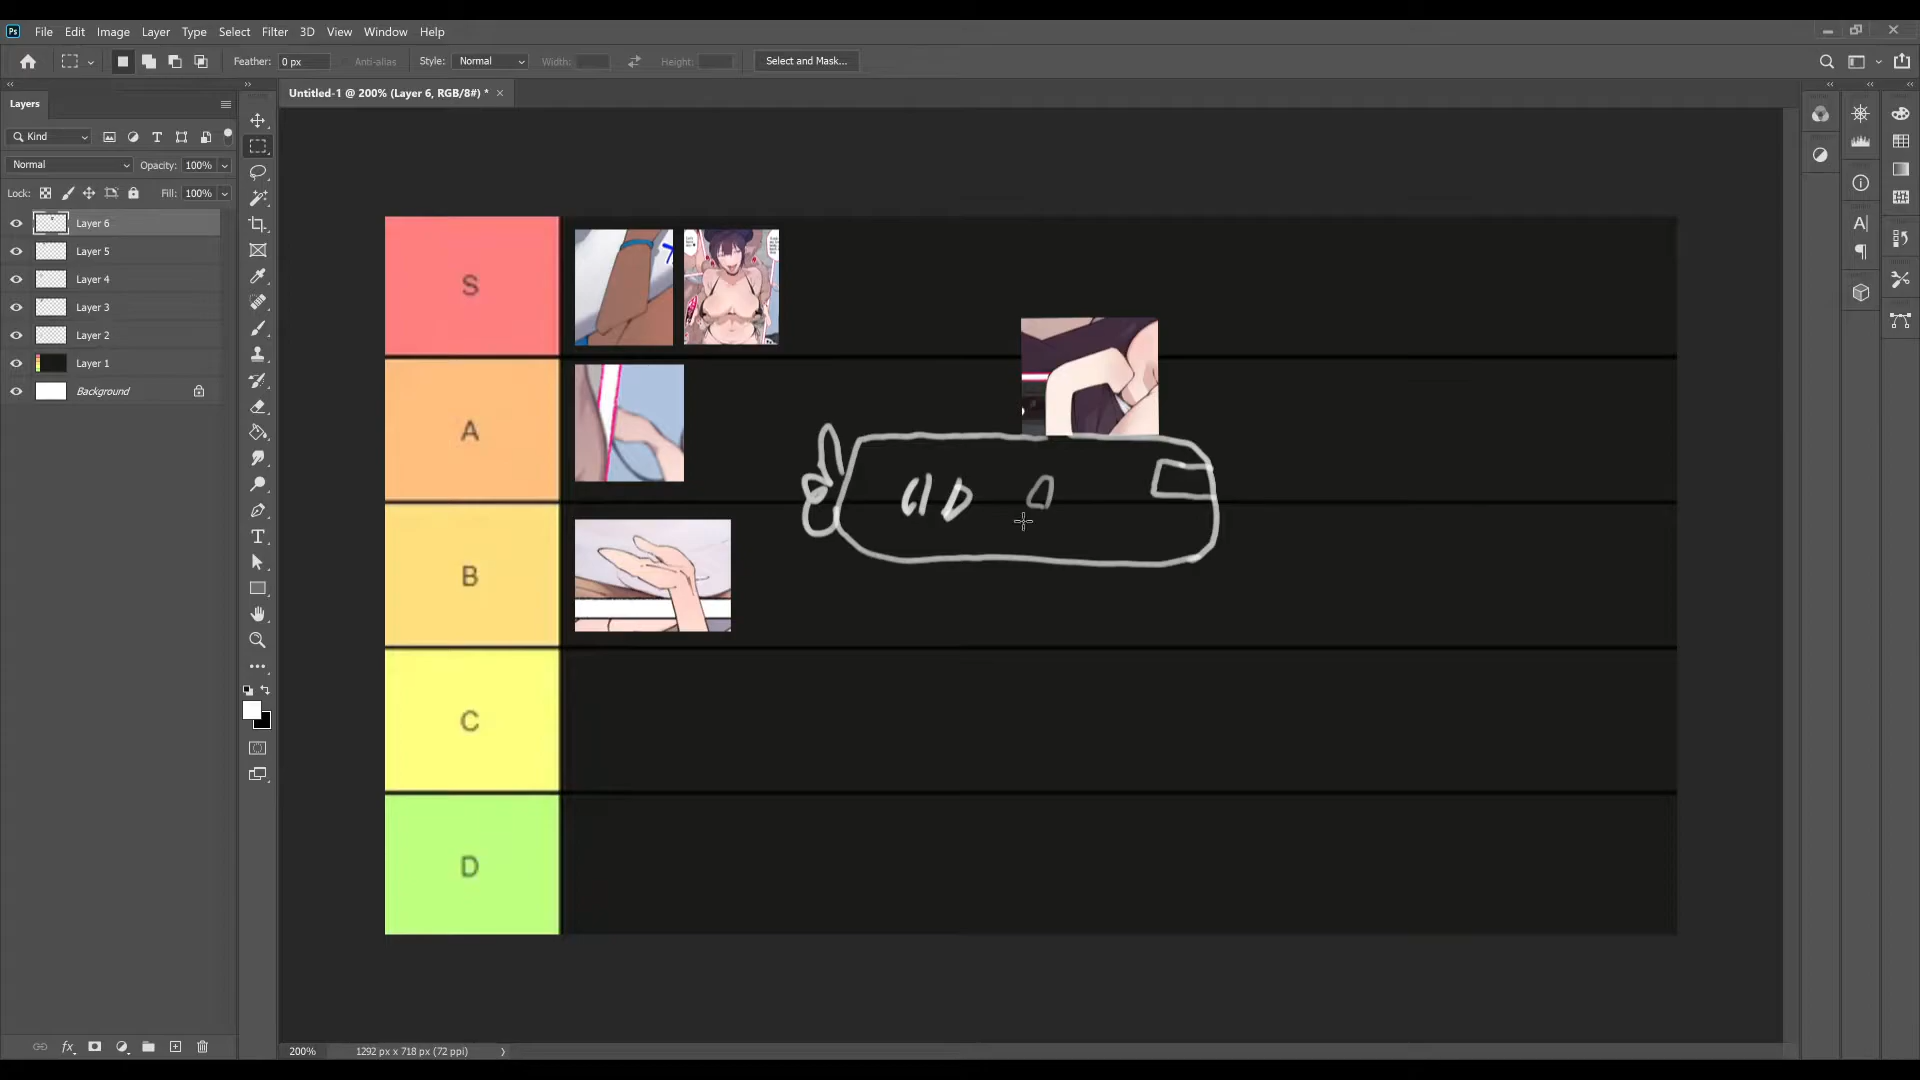 Ps File Edit Image Layer Type Select Filter 3D View Window Help
Feather: 0 px Anti-alias Style: Normal Width: Height: Select and Mask...
Layers
Untitled-1 @ 200% (Layer 6, RGB/8#) * ×
Kind
Normal Opacity: 100%
Lock: Fill: 100%
Layer 6
Layer 5
Layer 4
Layer 3
Layer 2
Layer 1
Background
S
A
B
C
D
200% 1292 px x 718 px (72 ppi)